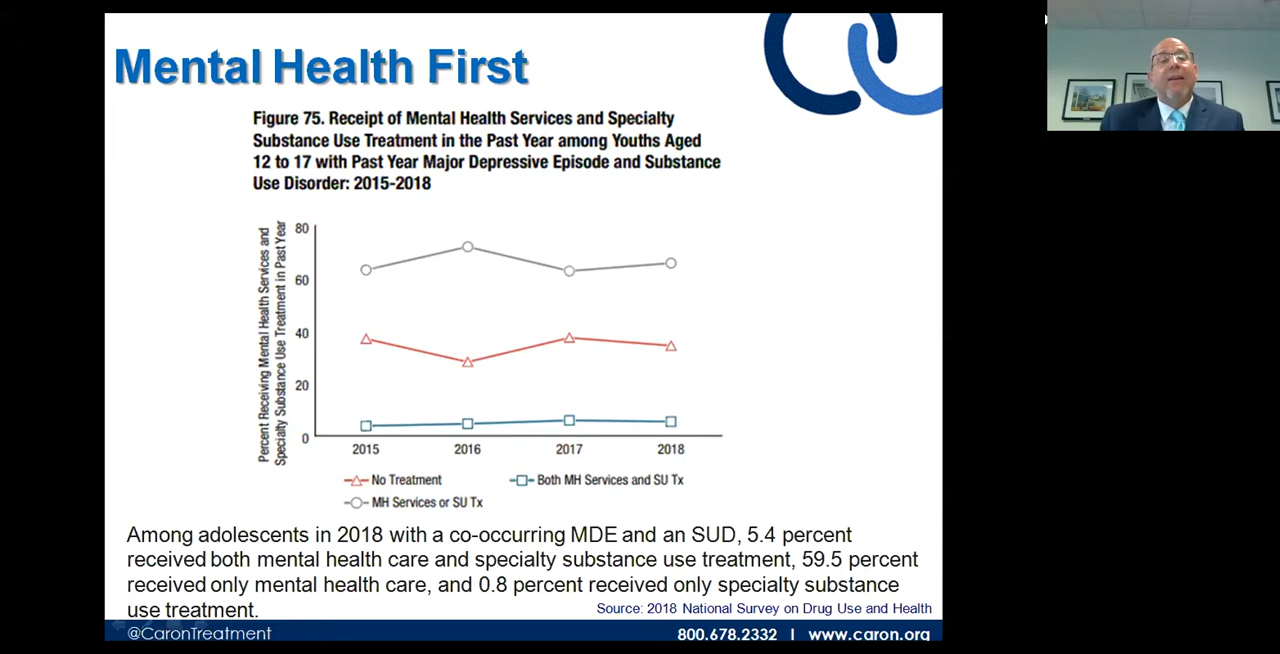 Mental Health First
Figure 75. Receipt of Mental Health Services and Specialty
Substance Use Treatment in the Past Year among Youths Aged
12 to 17 with Past Year Major Depressive Episode and Substance
Use Disorder: 2015-2018
Percent Receiving Mental Health Services and
Specialty Substance Use Treatment in Past Year
80
60
40
20
0
2015 2016 2017 2018
No Treatment Both MH Services and SU Tx
MH Services or SU Tx
Among adolescents in 2018 with a co-occurring MDE and an SUD, 5.4 percent
received both mental health care and specialty substance use treatment, 59.5 percent
received only mental health care, and 0.8 percent received only specialty substance
use treatment.
Source: 2018 National Survey on Drug Use and Health
@CaronTreatment 800.678.2332 | www.caron.org